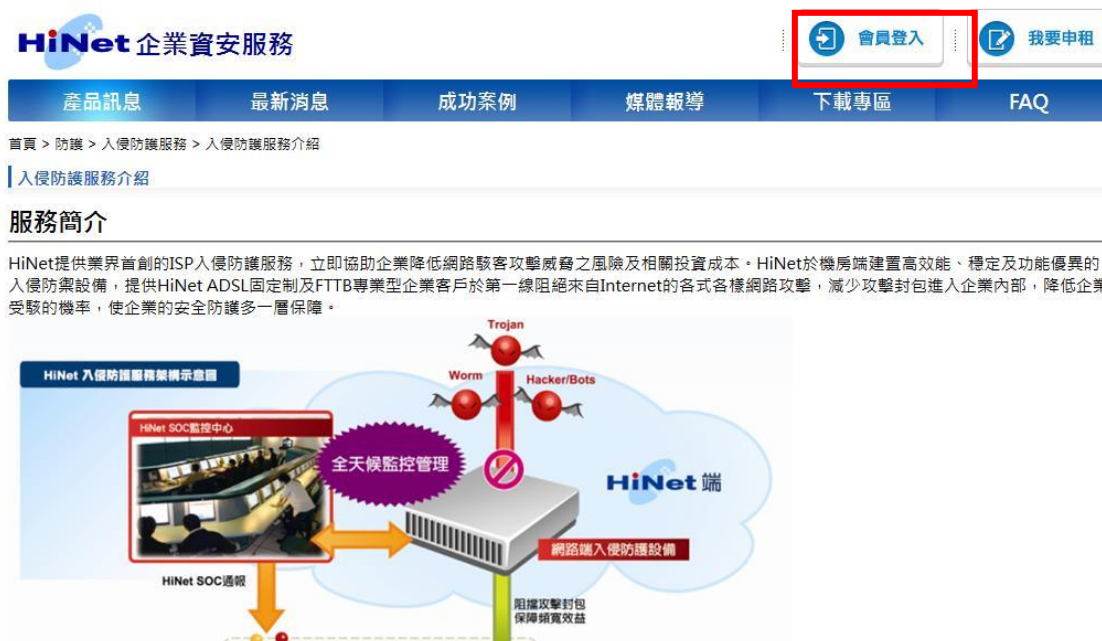 HiNet 企業資安服務
會員登入
我要申租
產品訊息
最新消息
成功案例
媒體報導
下載專區
FAQ
首頁 > 防護 > 入侵防護服務 > 入侵防護服務介紹
入侵防護服務介紹
服務簡介
HiNet提供業界首創的ISP入侵防護服務，立即協助企業降低網路駭客攻擊威脅之風險及相關投資成本。HiNet於機房端建置高效能、穩定及功能優異的
入侵防禦設備，提供HiNet ADSL固定制及FTTB專業型企業客戶於第一線阻絕來自Internet的各式各樣網路攻擊，減少攻擊封包進入企業內部，降低企業
受駭的機率，使企業的安全防護多一層保障。
Trojan
HiNet 入侵防護服務架構示意圖
Worm
Hacker/Bots
HiNet SOC監控中心
全天候監控管理
HiNet 端
網路端入侵防護設備
HiNet SOC通報
阻擋攻擊封包
保障頻寬效益